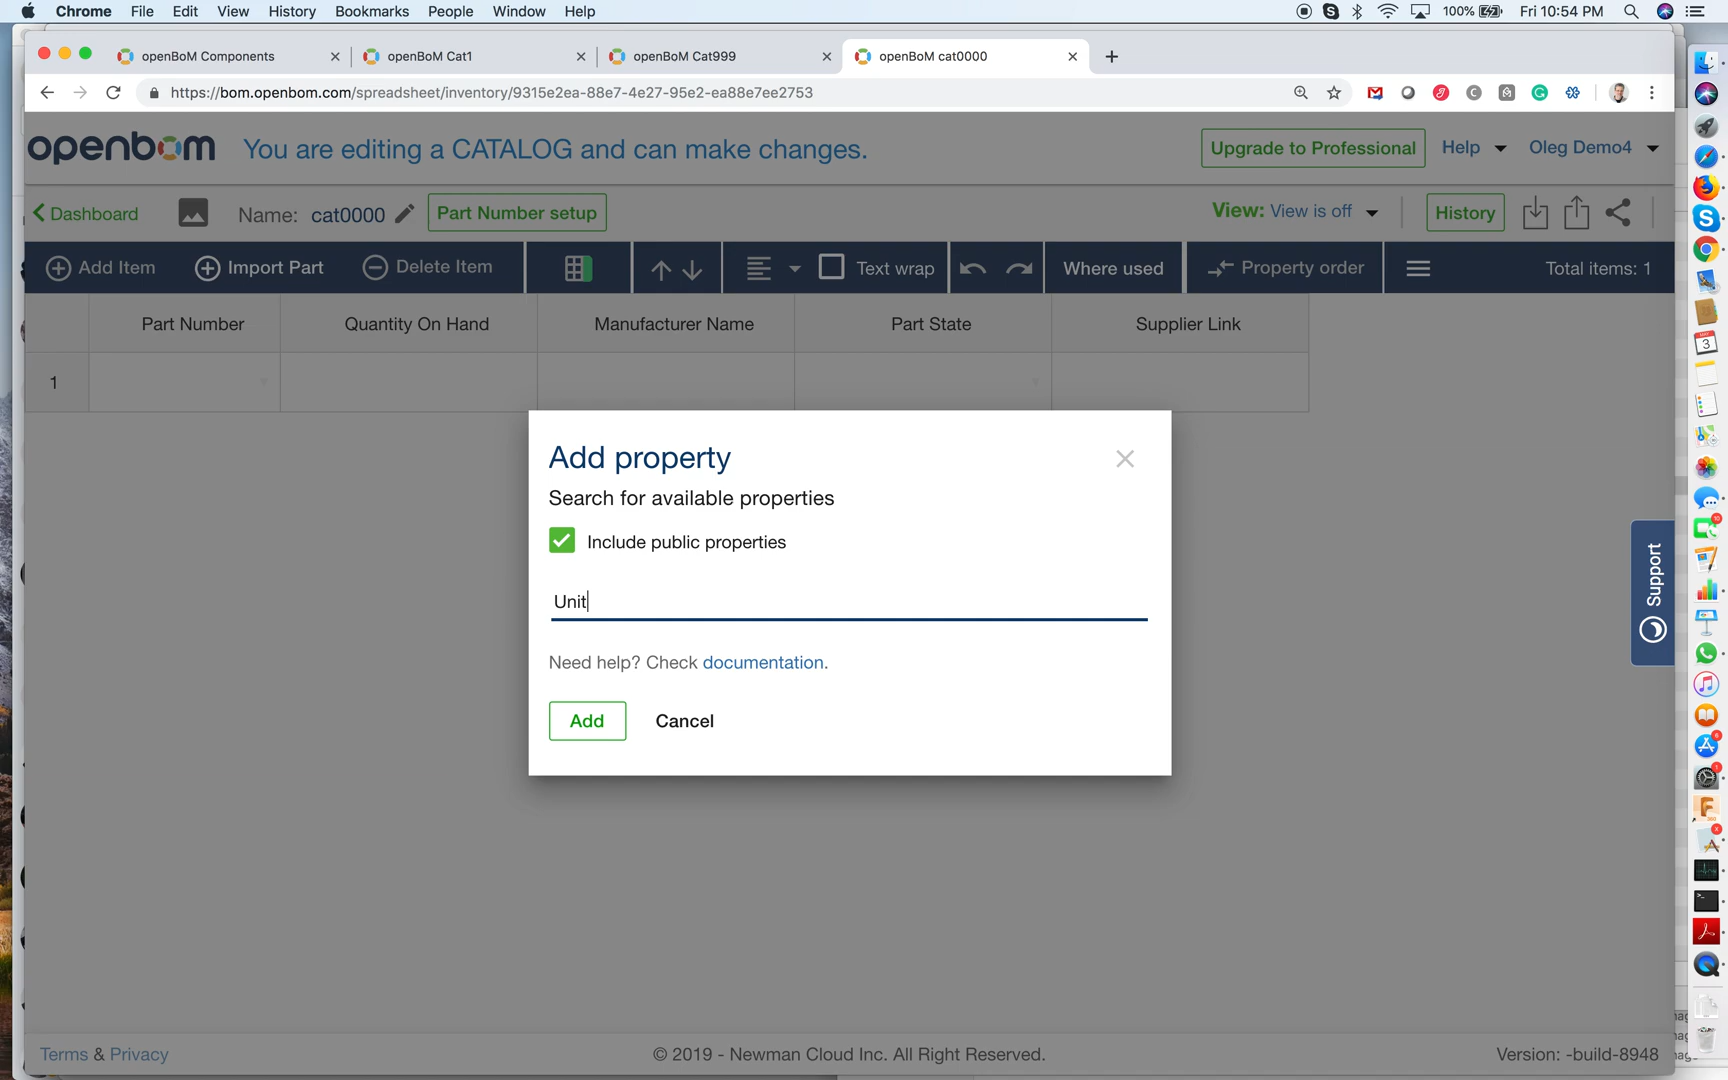 Chrome File Edit View History Bookmarks People Window Help 100% Fri 10:54 PM
openBoM Components openBoM Cat1 openBoM Cat999 openBoM cat0000
https://bom.openbom.com/spreadsheet/inventory/9315e2ea-88e7-4e27-95e2-ea88e7ee2753
openbom You are editing a CATALOG and can make changes. Upgrade to Professional Help Oleg Demo4
Dashboard Name: cat0000 Part Number setup View: View is off History
Add Item Import Part Delete Item Text wrap Where used Property order Total items: 1
Part Number Quantity On Hand Manufacturer Name Part State Supplier Link
1
Add property
Search for available properties
Include public properties
Unit
Need help? Check documentation.
Add Cancel
Support
Terms & Privacy © 2019 - Newman Cloud Inc. All Right Reserved. Version: -build-8948